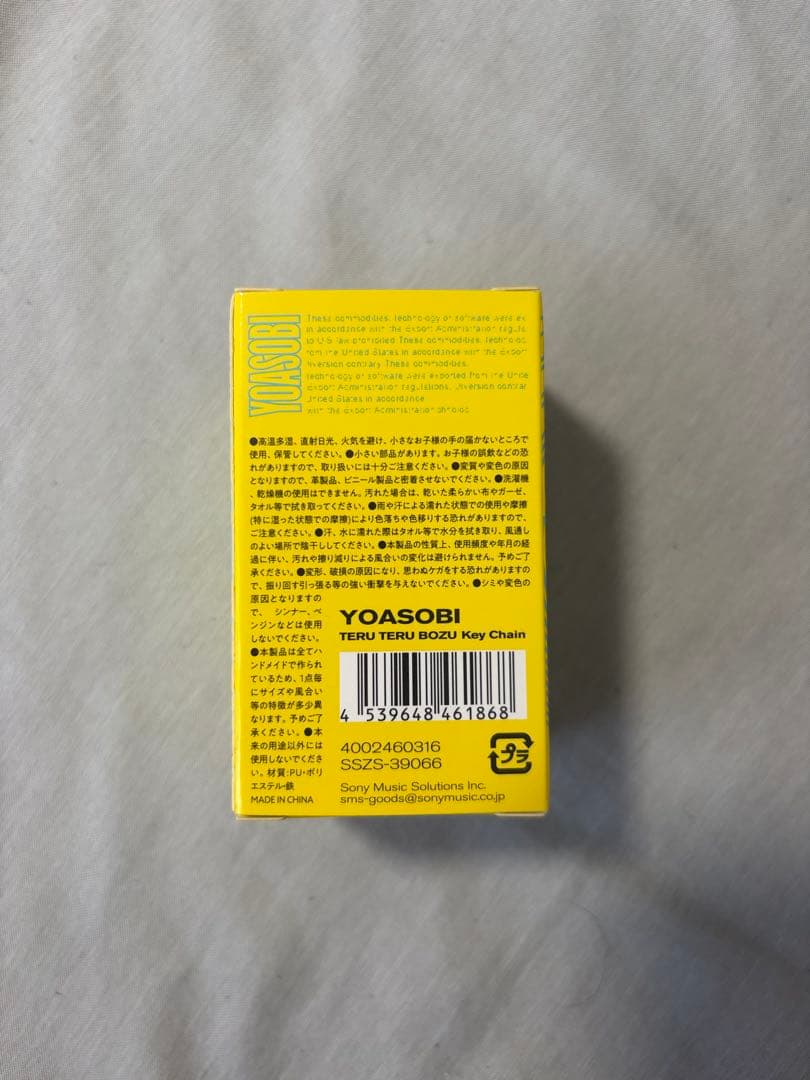 YOASOBI
These commodities. Technology or software were ex
in accordance with the Export Administration regula.
to U·S law prohibited These commodities. Technolog
from the United States in accordance with the Export
diversion contrary These commodities.
Technology or software were exported from the Unite
Export Administration regulations. Diversion contrar
United States in accordance
with the Export Administration
●高温多湿、直射日光、火気を避け、小さなお子様の手の届かないところで
使用、保管してください。●小さい部品があります。お子様の誤飲などの恐
れがありますので、取り扱いには十分ご注意ください。●変質や変色の原因
となりますので、革製品、ビニール製品と密着させないでください。●洗濯機
、乾燥機の使用はできません。汚れた場合は、乾いた柔らかい布やガーゼ、
タオル等で拭き取ってください。●雨や汗による濡れた状態での使用や摩擦
(特に湿った状態での摩擦)により色落ちや色移りする恐れがありますので、
ご注意ください。●汗、水に濡れた際はタオル等で水分を拭き取り、風通し
のよい場所で陰干ししてください。●本製品の性質上、使用頻度や年月の経
過に伴い、汚れや擦り減りによる風合いの変化は避けられません。予めご了
承ください。●変形、破損の原因になり、思わぬケガをする恐れがありますの
で、振り回す引っ張る等の強い衝撃を与えないでください。●シミや変色の
原因となりますの
で、シンナー、ベ
ンジンなどは使用
しないでください。
●本製品は全てハ
ンドメイドで作られ
ているため、1点毎
にサイズや風合い
等の特徴が多少異
なります。予めご了
承ください。●本
来の用途以外には
使用しないでくださ
い。材質:PU・ポリ
エステル・鉄
MADE IN CHINA
YOASOBI
TERU TERU BOZU Key Chain
4 539648 461868
4002460316
SSZS-39066
プラ
Sony Music Solutions Inc.
sms-goods@sonymusic.co.jp